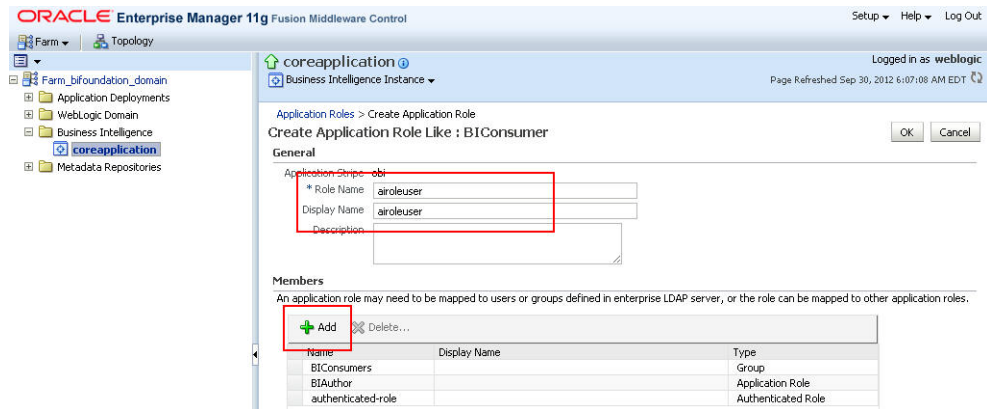 ORACLE Enterprise Manager 11g Fusion Middleware Control
Setup Help Log Out
Farm Topology
Farm_bifoundation_domain
Application Deployments
WebLogic Domain
Business Intelligence
coreapplication
Metadata Repositories
coreapplication
Logged in as weblogic
Business Intelligence Instance
Page Refreshed Sep 30, 2012 6:07:08 AM EDT
Application Roles > Create Application Role
Create Application Role Like : BIConsumer
OK Cancel
General
Application Stripe obi
* Role Name airoleuser
Display Name airoleuser
Description
Members
An application role may need to be mapped to users or groups defined in enterprise LDAP server, or the role can be mapped to other application roles.
Add Delete...
Name Display Name Type
BIConsumers Group
BIAuthor Application Role
authenticated-role Authenticated Role